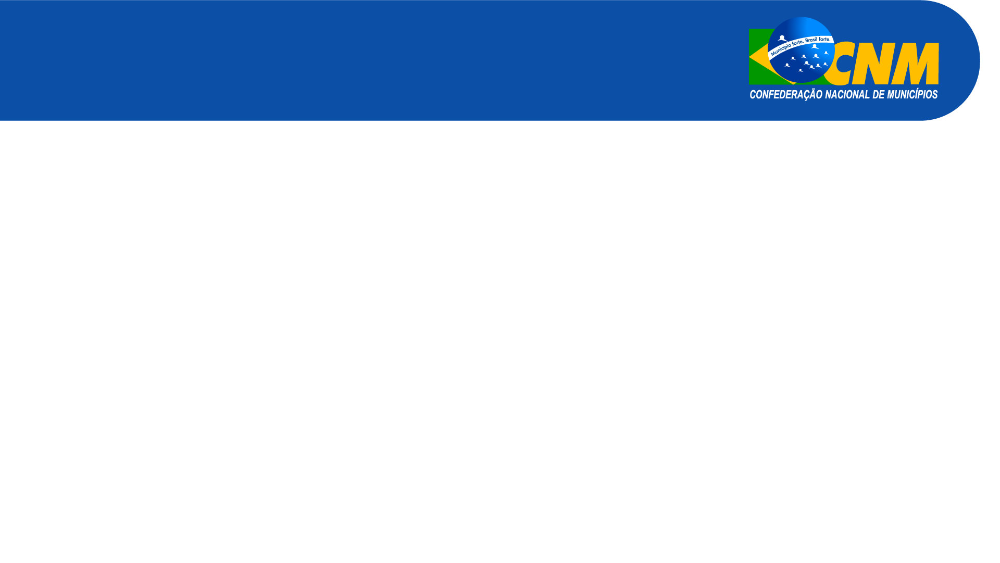 Município forte. Brasil forte.
CNM
CONFEDERAÇÃO NACIONAL DE MUNICÍPIOS